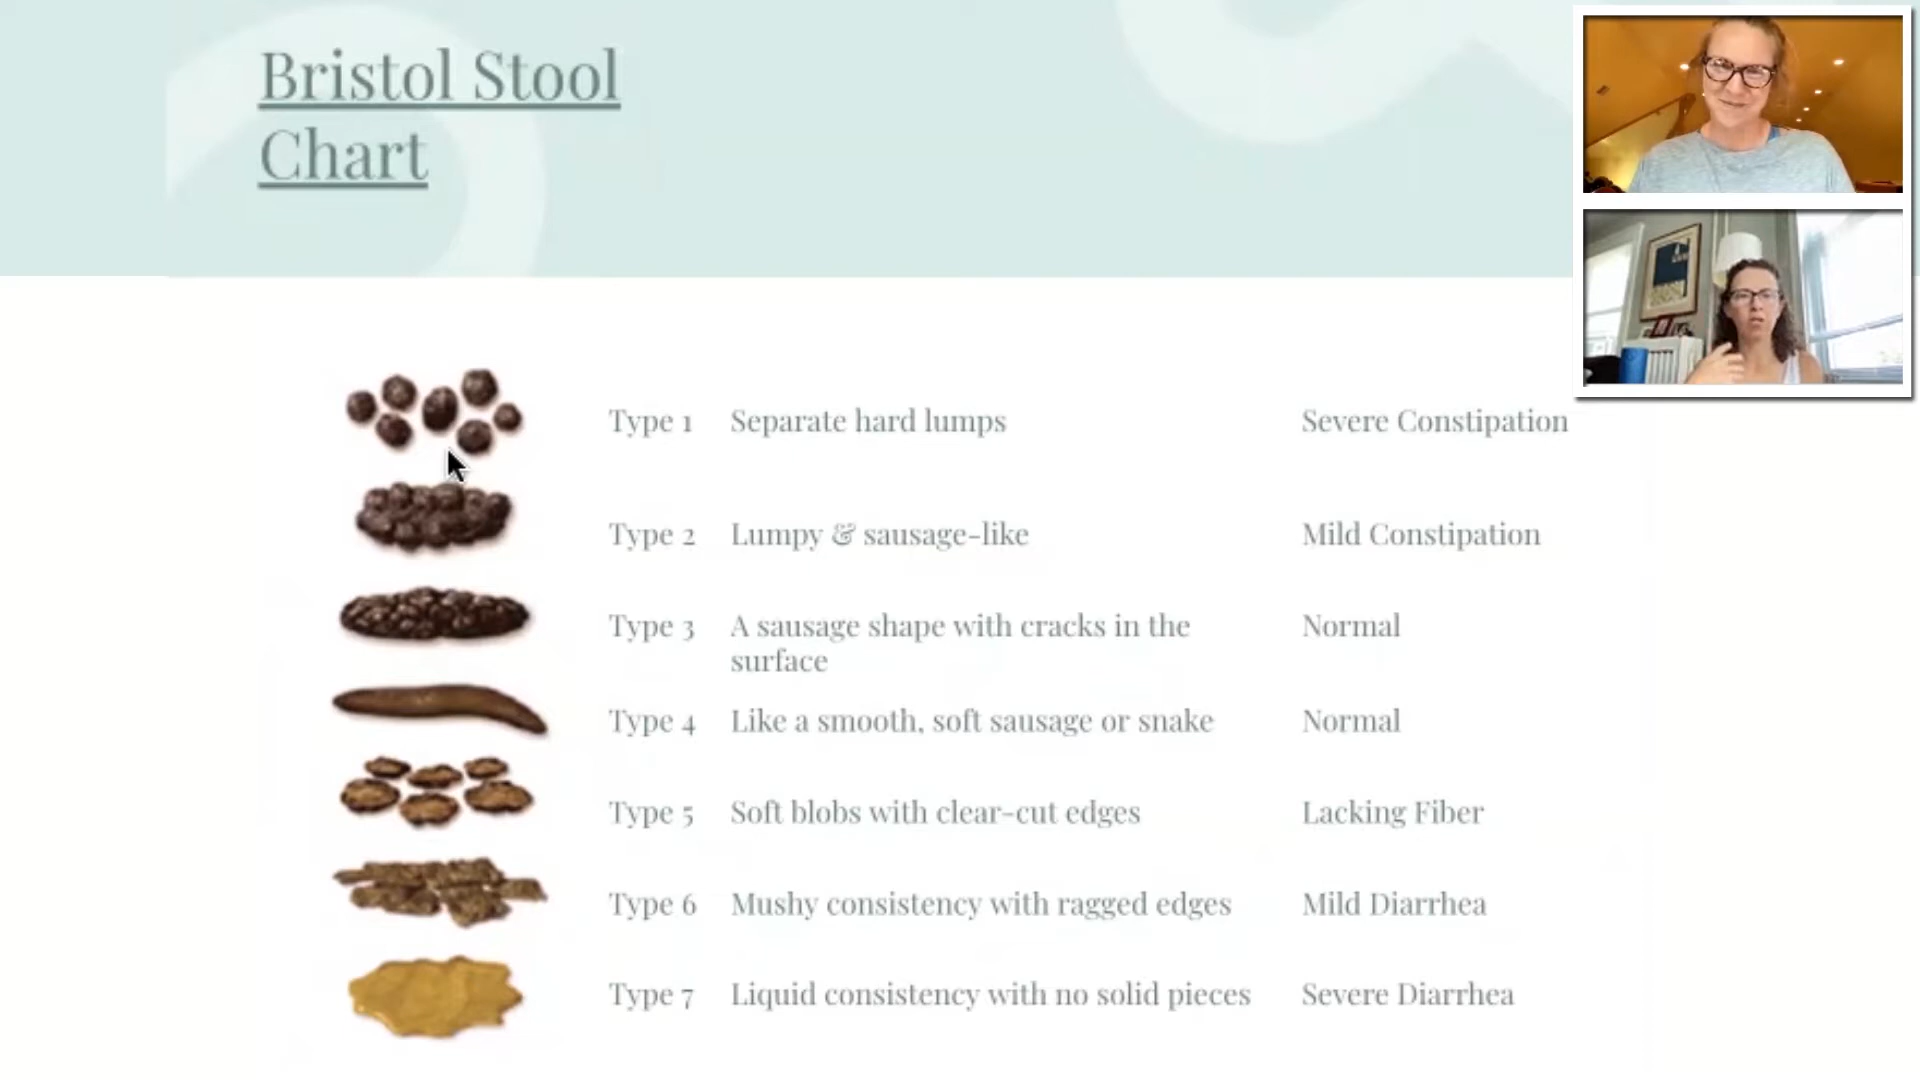 Bristol Stool
Chart
Type 1 Separate hard lumps Severe Constipation
Type 2 Lumpy & sausage-like Mild Constipation
Type 3 A sausage shape with cracks in the Normal
surface
Type 4 Like a smooth, soft sausage or snake Normal
Type 5 Soft blobs with clear-cut edges Lacking Fiber
Type 6 Mushy consistency with ragged edges Mild Diarrhea
Type 7 Liquid consistency with no solid pieces Severe Diarrhea